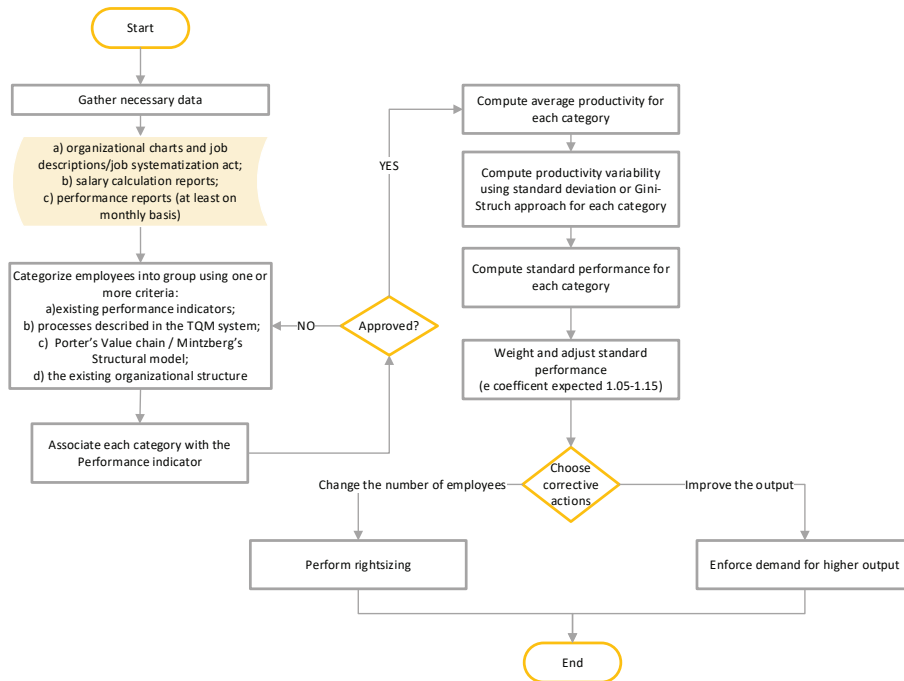 Start
Gather necessary data
a) organizational charts and job
descriptions/job systematization act;
b) salary calculation reports;
c) performance reports (at least on
monthly basis)
Categorize employees into group using one or
more criteria:
a)existing performance indicators;
b) processes described in the TQM system;
c) Porter's Value chain / Mintzberg's
Structural model;
d) the existing organizational structure
Associate each category with the
Performance indicator
NO
Approved?
YES
Compute average productivity for
each category
Compute productivity variability
using standard deviation or Gini-
Struch approach for each category
Compute standard performance for
each category
Weight and adjust standard
performance
(e coefficent expected 1.05-1.15)
Choose
corrective
actions
Change the number of employees
Improve the output
Perform rightsizing
Enforce demand for higher output
End